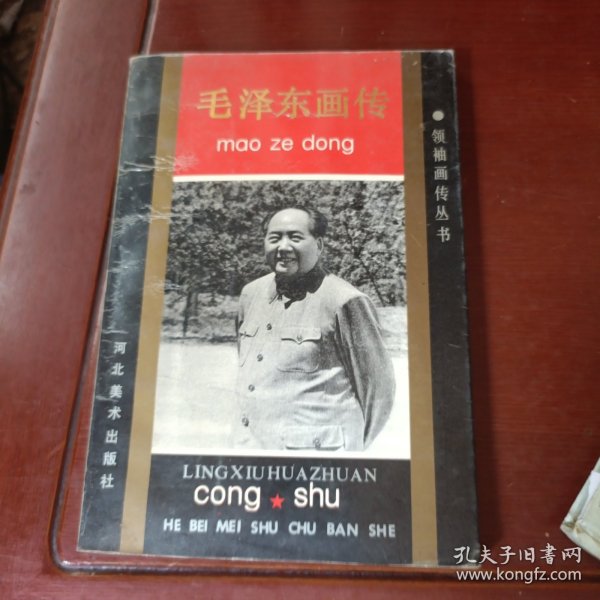 毛泽东画传
mao ze dong
领袖画传丛书
河北美术出版社
LINGXIUHUAZHUAN
cong shu
HE BEI MEI SHU CHU BAN SHE
孔夫子旧书网
www.kongfz.com